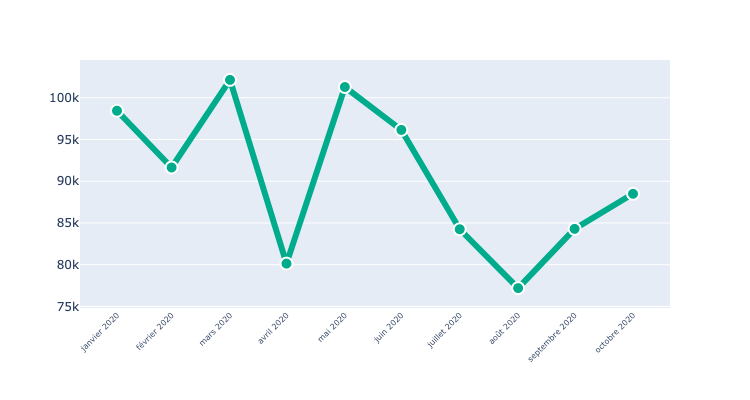 100k
95k
90k
85k
80k
75k
janvier 2020
février 2020
mars 2020
avril 2020
mai 2020
juin 2020
juillet 2020
août 2020
septembre 2020
octobre 2020